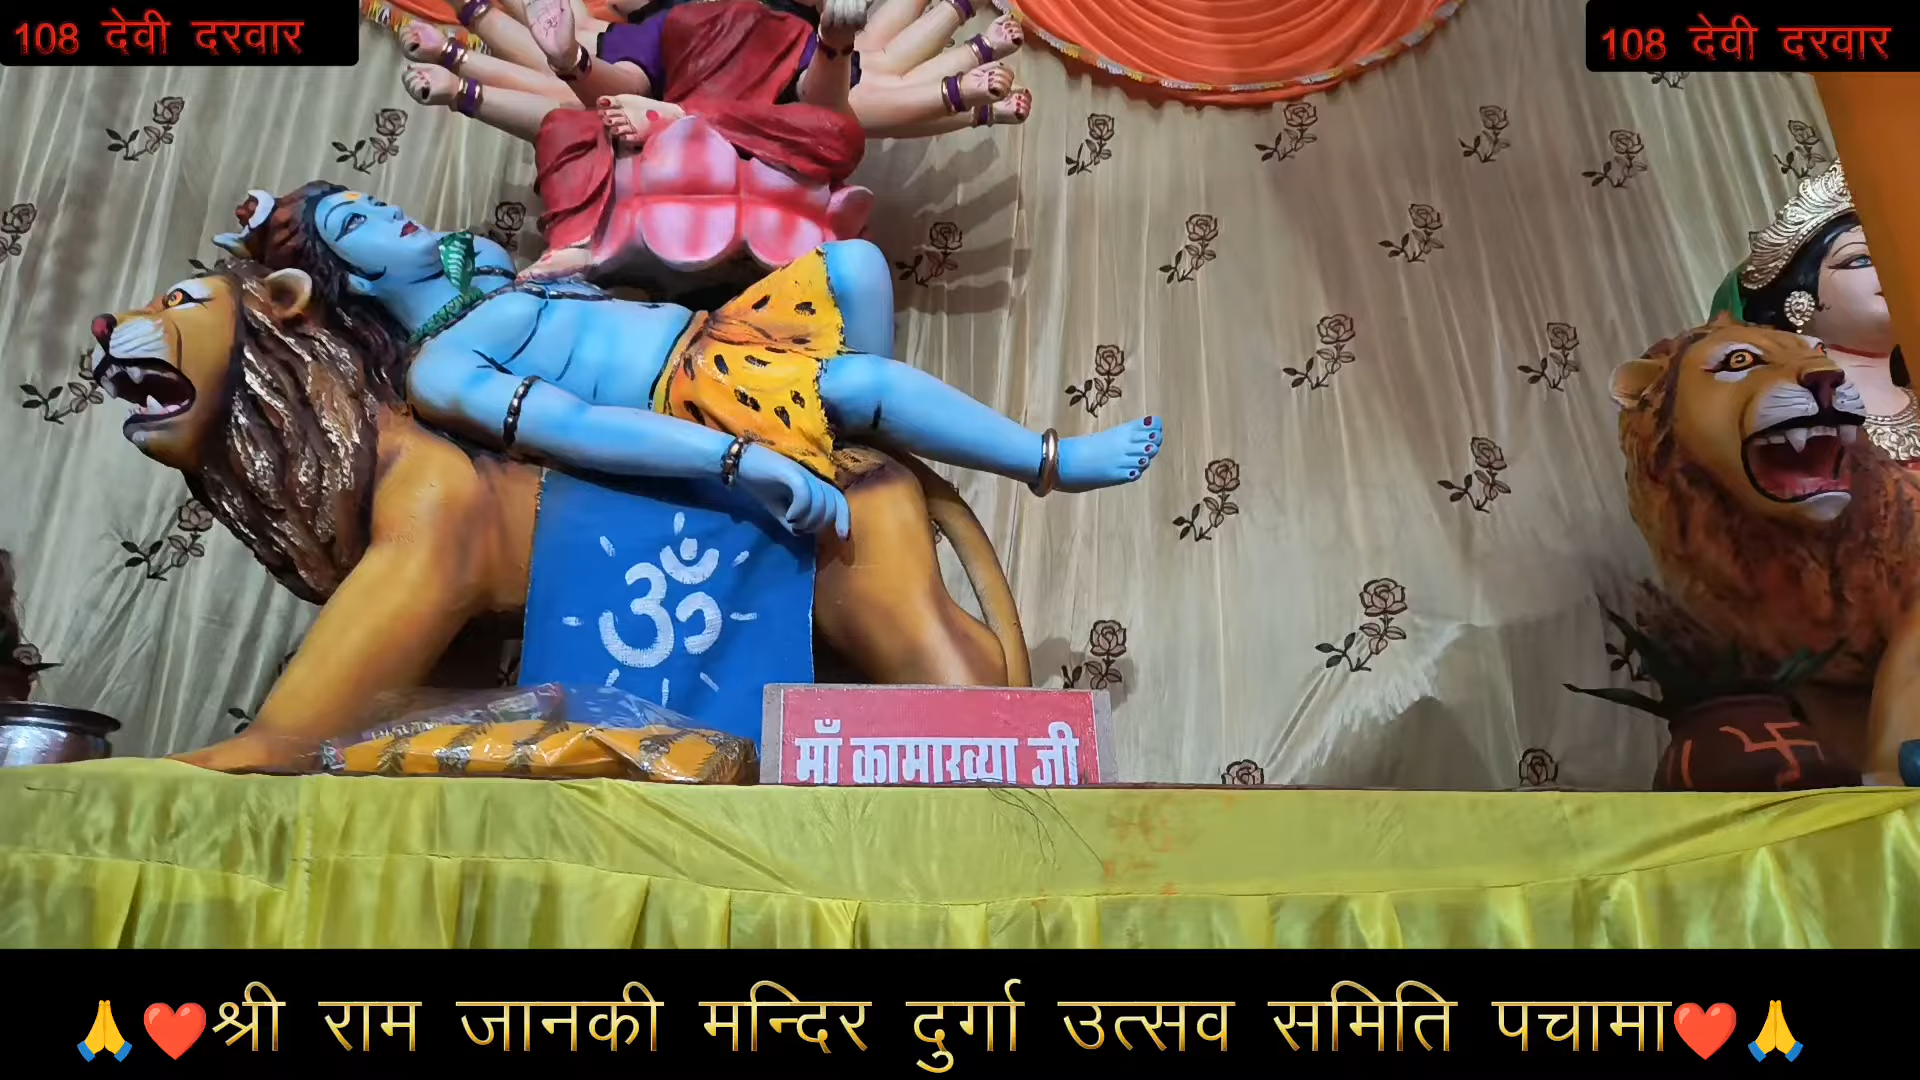 108 देवी दरवार
108 देवी दरवार
ॐ
माँ कामाख्या जी
🙏❤️श्री राम जानकी मन्दिर दुर्गा उत्सव समिति पचामा❤️🙏